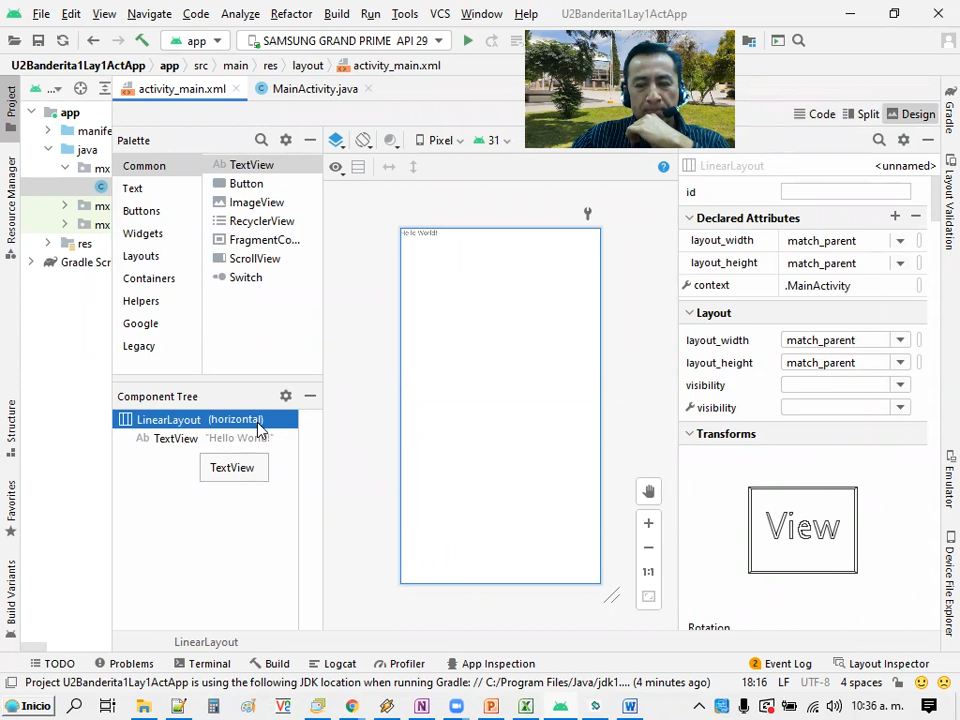 File Edit View Navigate Code Analyze Refactor Build Run Tools VCS Window Help U2Banderita1Lay1ActApp
app SAMSUNG GRAND PRIME API 29
U2Banderita1Lay1ActApp app src main res layout activity_main.xml
activity_main.xml MainActivity.java
Code Split Design
Project
Resource Manager
Structure
Favorites
Build Variants
app
manife
java
mx
mx
mx
res
Gradle Scr
Palette
Common
Text
Buttons
Widgets
Layouts
Containers
Helpers
Google
Legacy
Ab TextView
Button
ImageView
RecyclerView
FragmentCo...
ScrollView
Switch
Component Tree
LinearLayout (horizontal)
Ab TextView "Hello World!"
TextView
Pixel 31
Hello World!
1:1
LinearLayout <unnamed>
id
Declared Attributes
layout_width match_parent
layout_height match_parent
context .MainActivity
Layout
layout_width match_parent
layout_height match_parent
visibility
visibility
Transforms
View
Rotation
Gradle
Layout Validation
Emulator
Device File Explorer
LinearLayout
TODO Problems Terminal Build Logcat Profiler App Inspection 2 Event Log Layout Inspector
Project U2Banderita1Lay1ActApp is using the following JDK location when running Gradle: // C:/Program Files/Java/jdk1... (4 minutes ago) 18:16 LF UTF-8 4 spaces
Inicio 10:36 a. m.